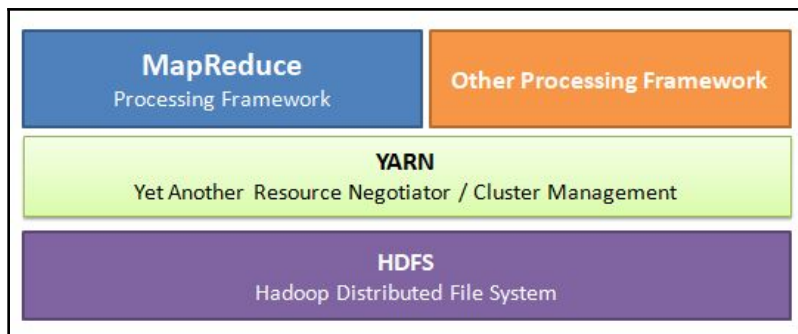 MapReduce
Processing Framework
Other Processing Framework
YARN
Yet Another Resource Negotiator / Cluster Management
HDFS
Hadoop Distributed File System